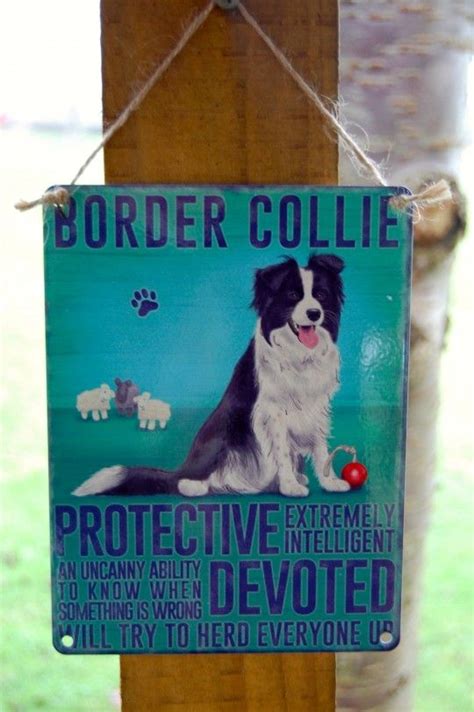 BORDER COLLIE
PROTECTIVE
EXTREMELY
INTELLIGENT
AN UNCANNY ABILITY
TO KNOW WHEN
SOMETHING IS WRONG
DEVOTED
WILL TRY TO HERD EVERYONE UP